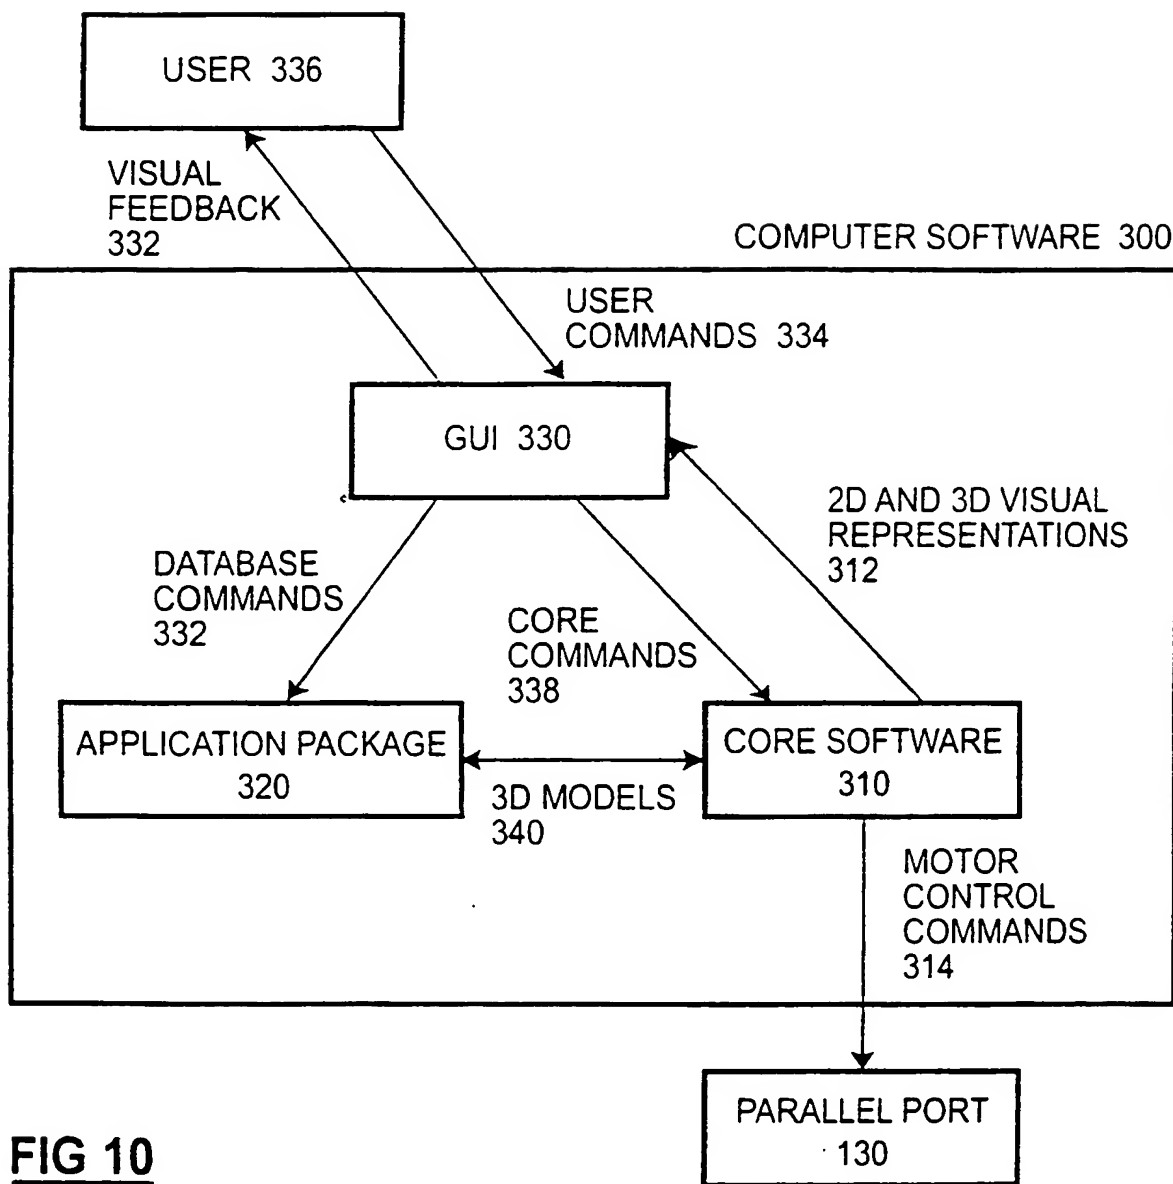 USER 336
VISUAL
FEEDBACK
332
COMPUTER SOFTWARE 300
USER
COMMANDS 334
GUI 330
2D AND 3D VISUAL
REPRESENTATIONS
312
DATABASE
COMMANDS
332
CORE
COMMANDS
338
APPLICATION PACKAGE
320
3D MODELS
340
CORE SOFTWARE
310
MOTOR
CONTROL
COMMANDS
314
PARALLEL PORT
130
FIG 10